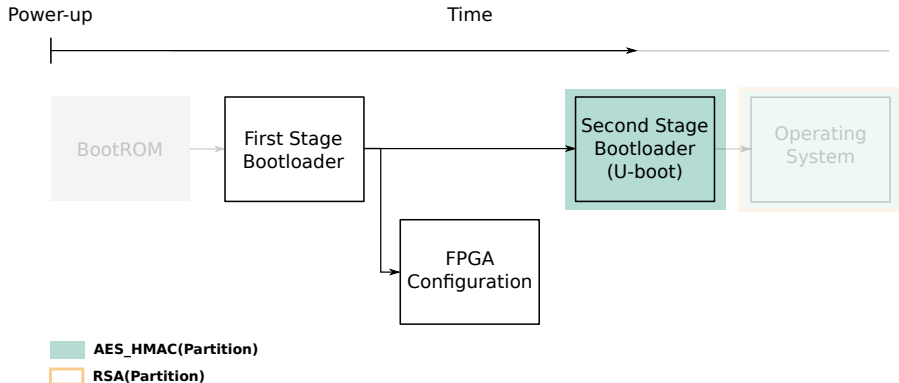 Power-up
Time
BootROM
First Stage
Bootloader
Second Stage
Bootloader
(U-boot)
Operating
System
FPGA
Configuration
AES_HMAC(Partition)
RSA(Partition)